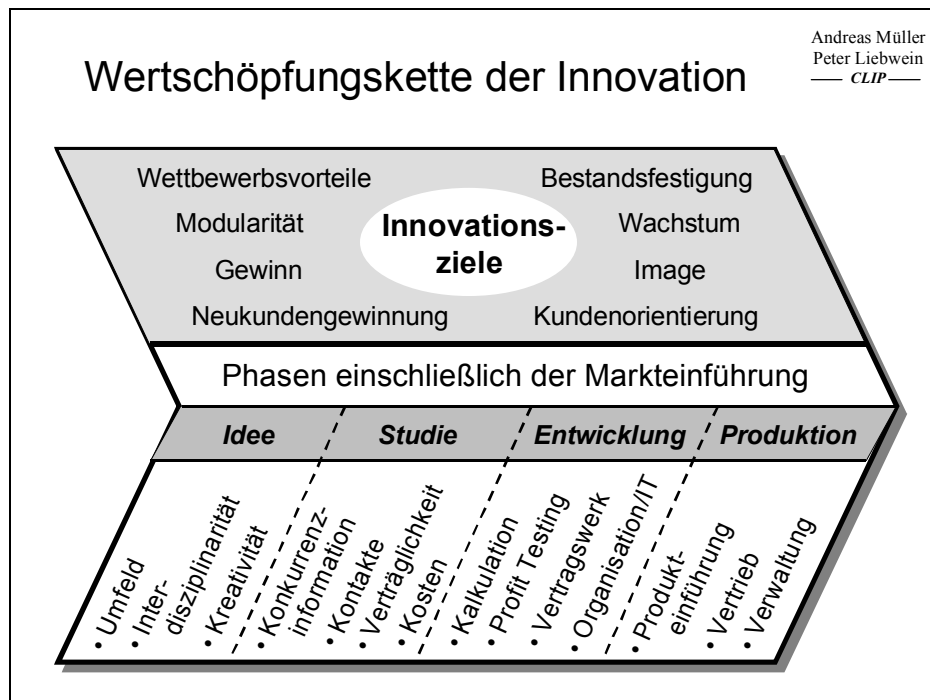 Andreas Müller
Peter Liebwein
CLIP
Wertschöpfungskette der Innovation
Wettbewerbsvorteile
Modularität
Gewinn
Neukundengewinnung
Innovations-
ziele
Bestandsfestigung
Wachstum
Image
Kundenorientierung
Phasen einschließlich der Markteinführung
Idee
Studie
Entwicklung
Produktion
• Umfeld
• Inter-
disziplinarität
• Kreativität
• Konkurrenz-
information
• Kontakte
• Verträglichkeit
• Kosten
• Kalkulation
• Profit Testing
• Vertragswerk
• Organisation/IT
• Produkt-
einführung
• Vertrieb
• Verwaltung